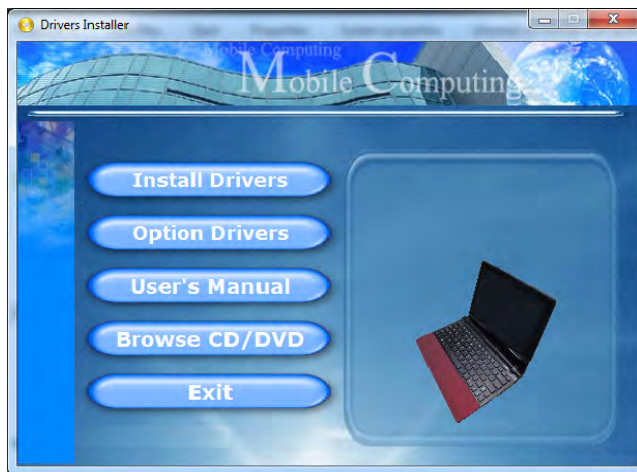 Drivers Installer
Mobile Computing
Mobile Computing
Install Drivers
Option Drivers
User's Manual
Browse CD/DVD
Exit